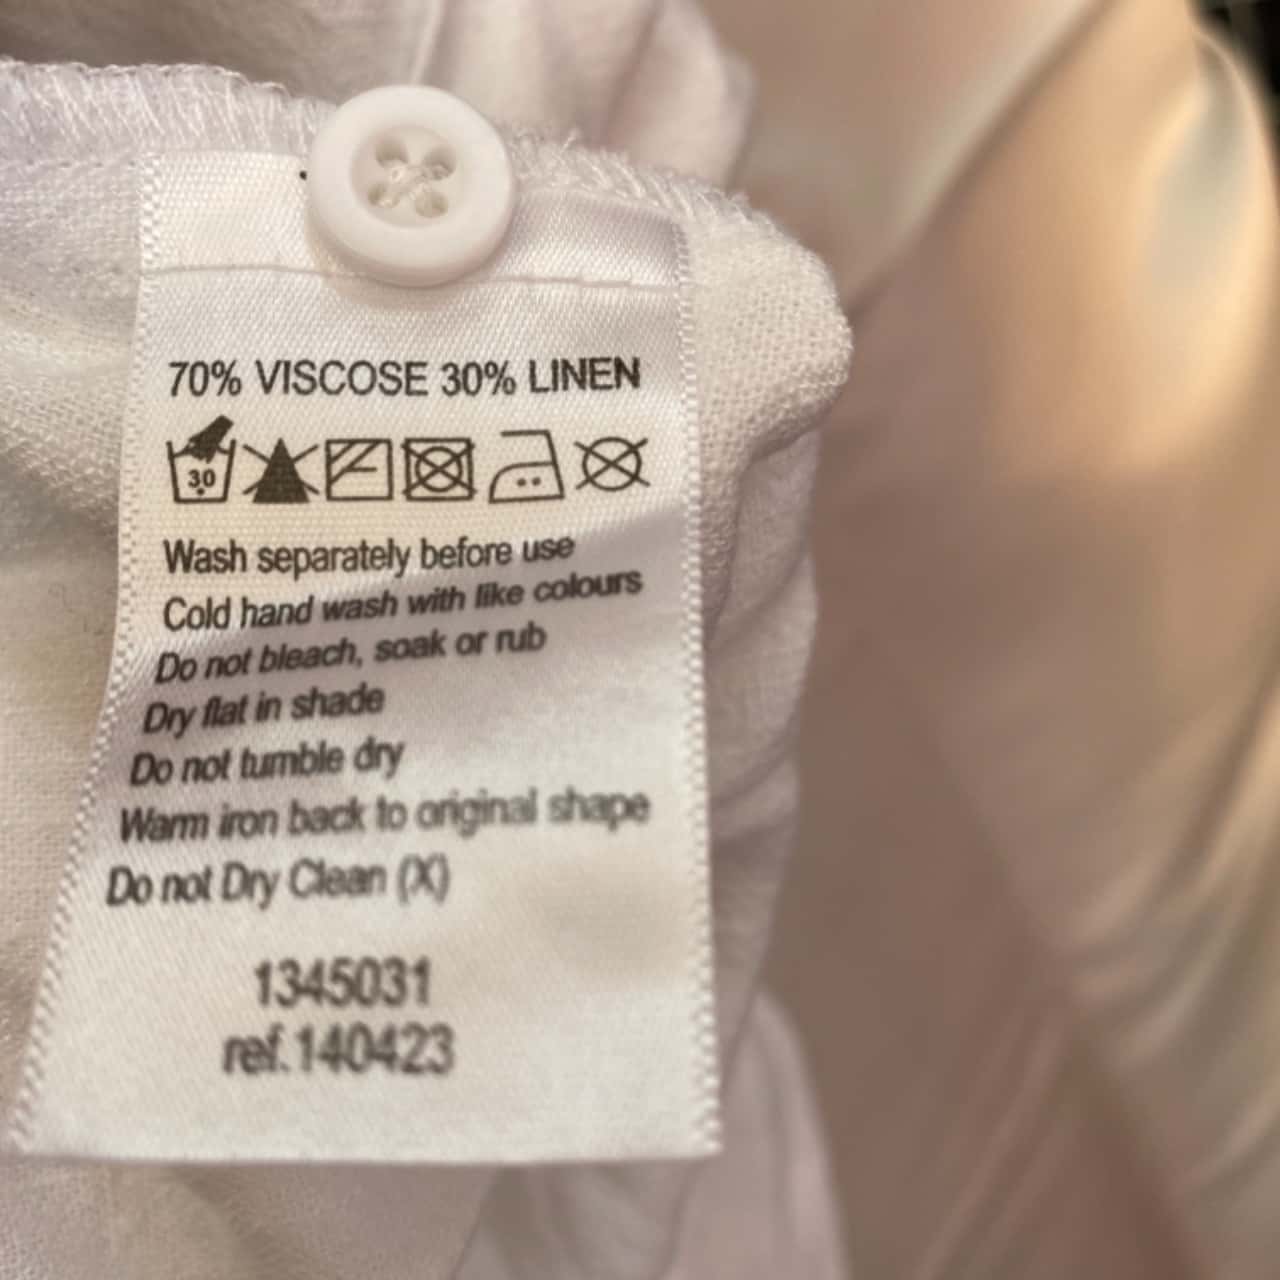 70% VISCOSE 30% LINEN
30
Wash separately before use
Cold hand wash with like colours
Do not bleach, soak or rub
Dry flat in shade
Do not tumble dry
Warm iron back to original shape
Do not Dry Clean (X)
1345031
ref.140423